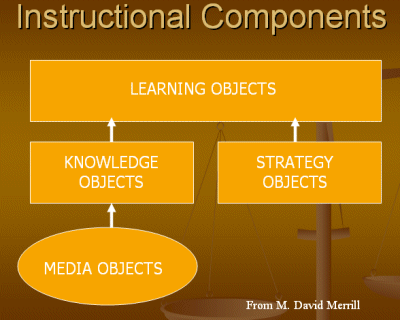 Instructional Components
LEARNING OBJECTS
KNOWLEDGE
OBJECTS
STRATEGY
OBJECTS
MEDIA OBJECTS
From M. David Merrill